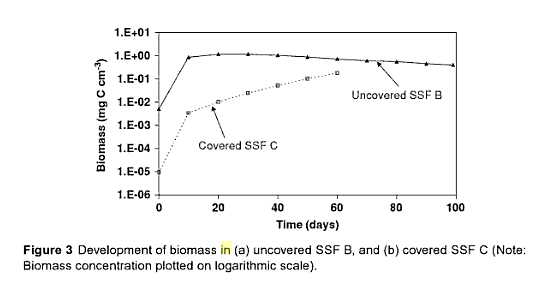 1.E+01
1.E+00
1.E-01
1.E-02
1.E-03
1.E-04
1.E-05
1.E-06
Biomass (mg C cm-3)
Uncovered SSF B
Covered SSF C
0 20 40 60 80 100
Time (days)
Figure 3 Development of biomass in (a) uncovered SSF B, and (b) covered SSF C (Note:
Biomass concentration plotted on logarithmic scale).